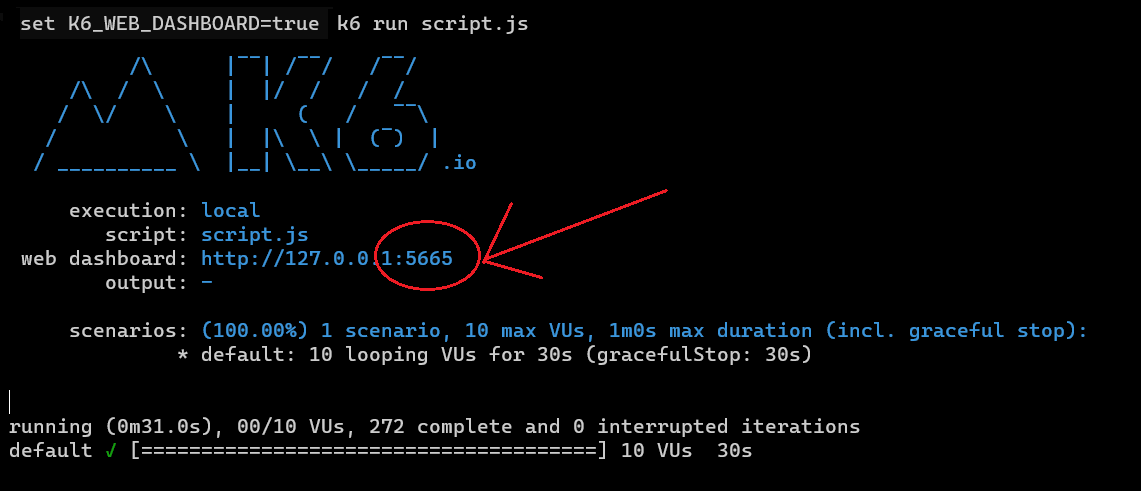 set K6_WEB_DASHBOARD=true k6 run script.js
.io
execution: local
script: script.js
web dashboard: http://127.0.0.1:5665
output: -
scenarios: (100.00%) 1 scenario, 10 max VUs, 1m0s max duration (incl. graceful stop):
* default: 10 looping VUs for 30s (gracefulStop: 30s)
running (0m31.0s), 00/10 VUs, 272 complete and 0 interrupted iterations
default ✓ [======================================] 10 VUs  30s